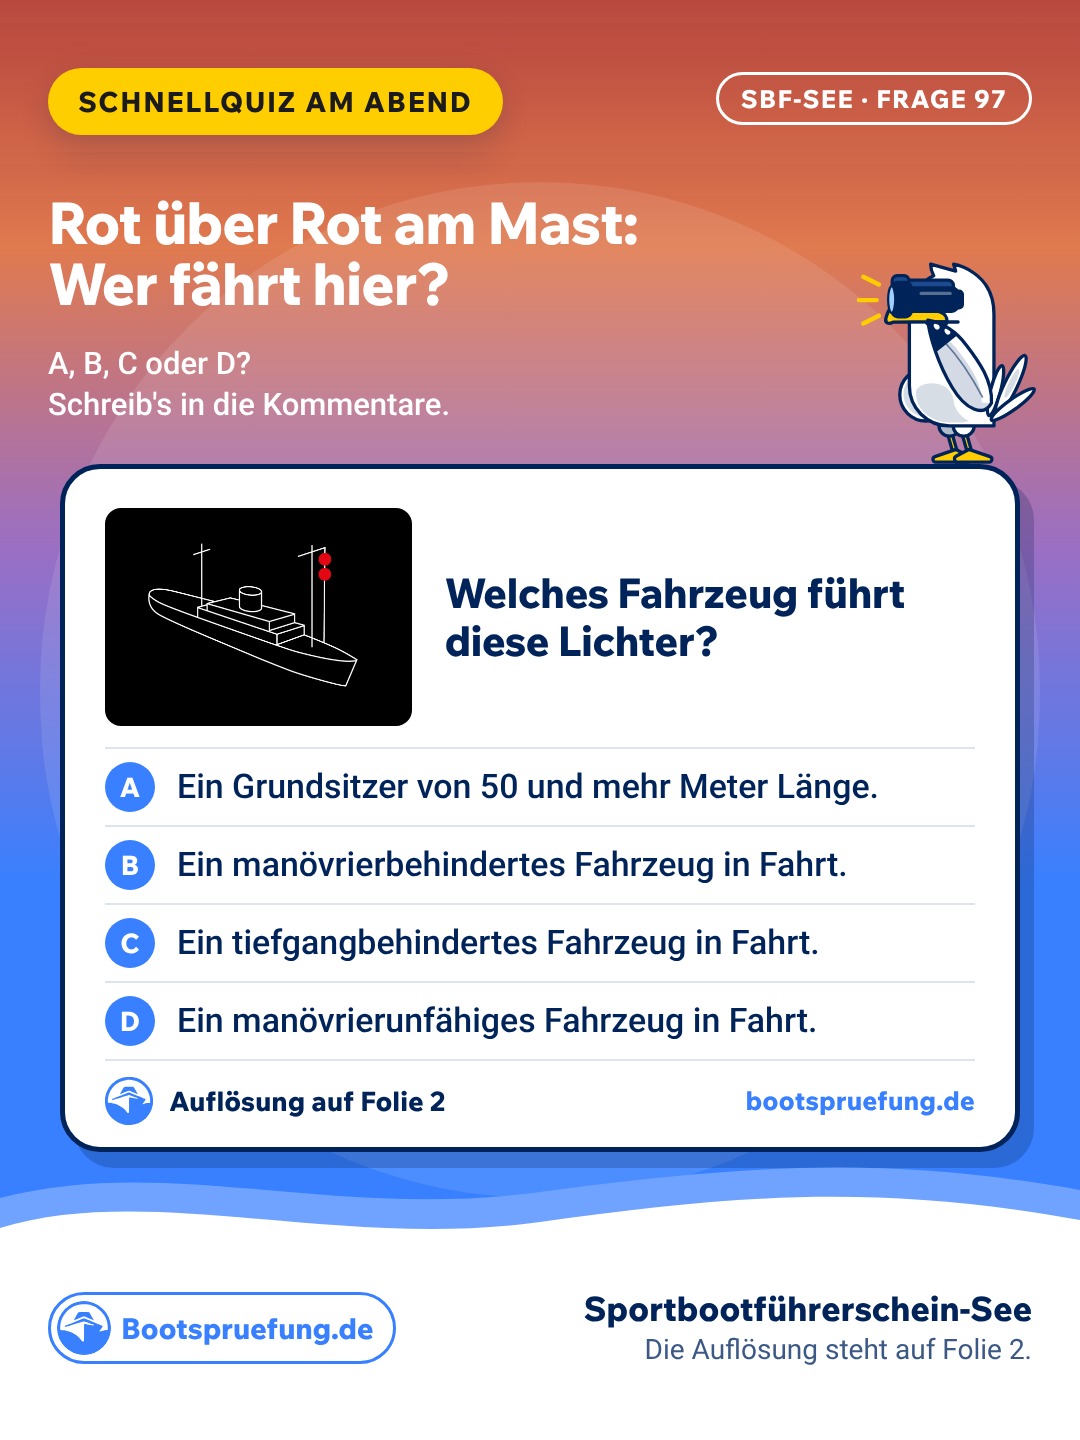 SCHNELLQUIZ AM ABEND
SBF-SEE · FRAGE 97
Rot über Rot am Mast:
Wer fährt hier?
A, B, C oder D?
Schreib's in die Kommentare.
Welches Fahrzeug führt
diese Lichter?
A Ein Grundsitzer von 50 und mehr Meter Länge.
B Ein manövrierbehindertes Fahrzeug in Fahrt.
C Ein tiefgangbehindertes Fahrzeug in Fahrt.
D Ein manövrierunfähiges Fahrzeug in Fahrt.
Auflösung auf Folie 2
bootspruefung.de
Bootspruefung.de
Sportbootführerschein-See
Die Auflösung steht auf Folie 2.